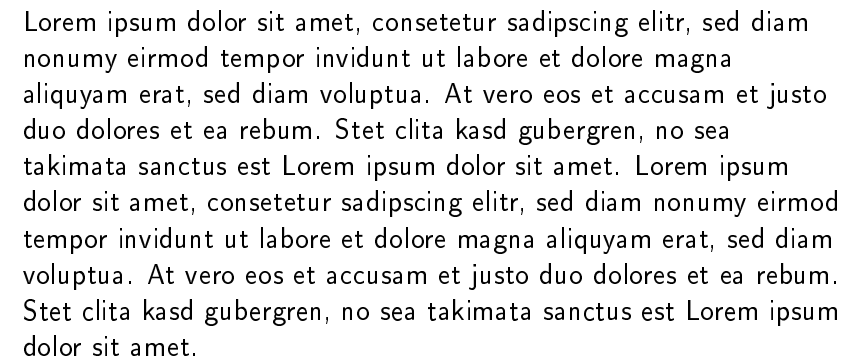 Lorem ipsum dolor sit amet, consetetur sadipscing elitr, sed diam
nonumy eirmod tempor invidunt ut labore et dolore magna
aliquyam erat, sed diam voluptua. At vero eos et accusam et justo
duo dolores et ea rebum. Stet clita kasd gubergren, no sea
takimata sanctus est Lorem ipsum dolor sit amet. Lorem ipsum
dolor sit amet, consetetur sadipscing elitr, sed diam nonumy eirmod
tempor invidunt ut labore et dolore magna aliquyam erat, sed diam
voluptua. At vero eos et accusam et justo duo dolores et ea rebum.
Stet clita kasd gubergren, no sea takimata sanctus est Lorem ipsum
dolor sit amet.